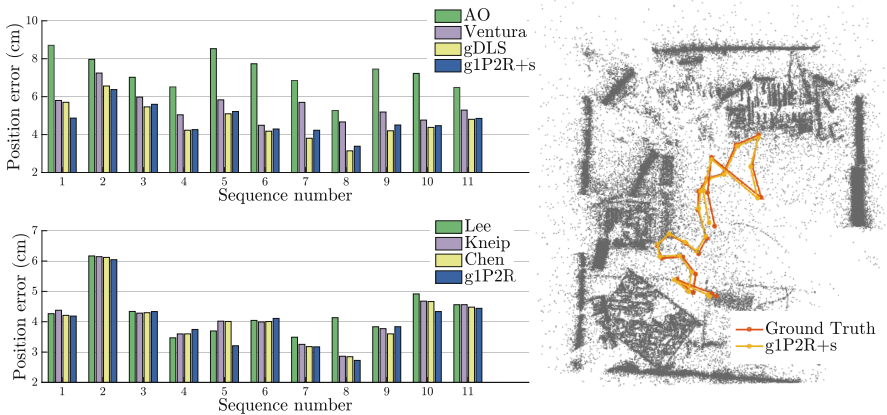 Position error (cm)
10
8
6
4
2
AO
Ventura
gDLS
g1P2R+s
1 2 3 4 5 6 7 8 9 10 11
Sequence number
Position error (cm)
7
6
5
4
3
2
Lee
Kneip
Chen
g1P2R
1 2 3 4 5 6 7 8 9 10 11
Sequence number
Ground Truth
g1P2R+s